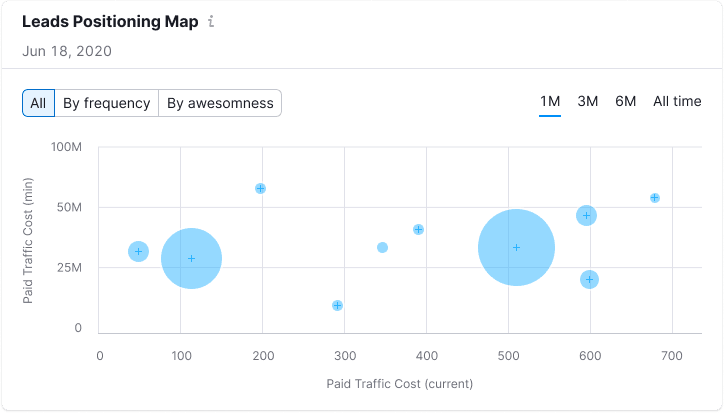 Leads Positioning Map i
Jun 18, 2020
All By frequency By awesomness 1M 3M 6M All time
100M
50M
25M
0
Paid Traffic Cost (min)
0 100 200 300 400 500 600 700
Paid Traffic Cost (current)